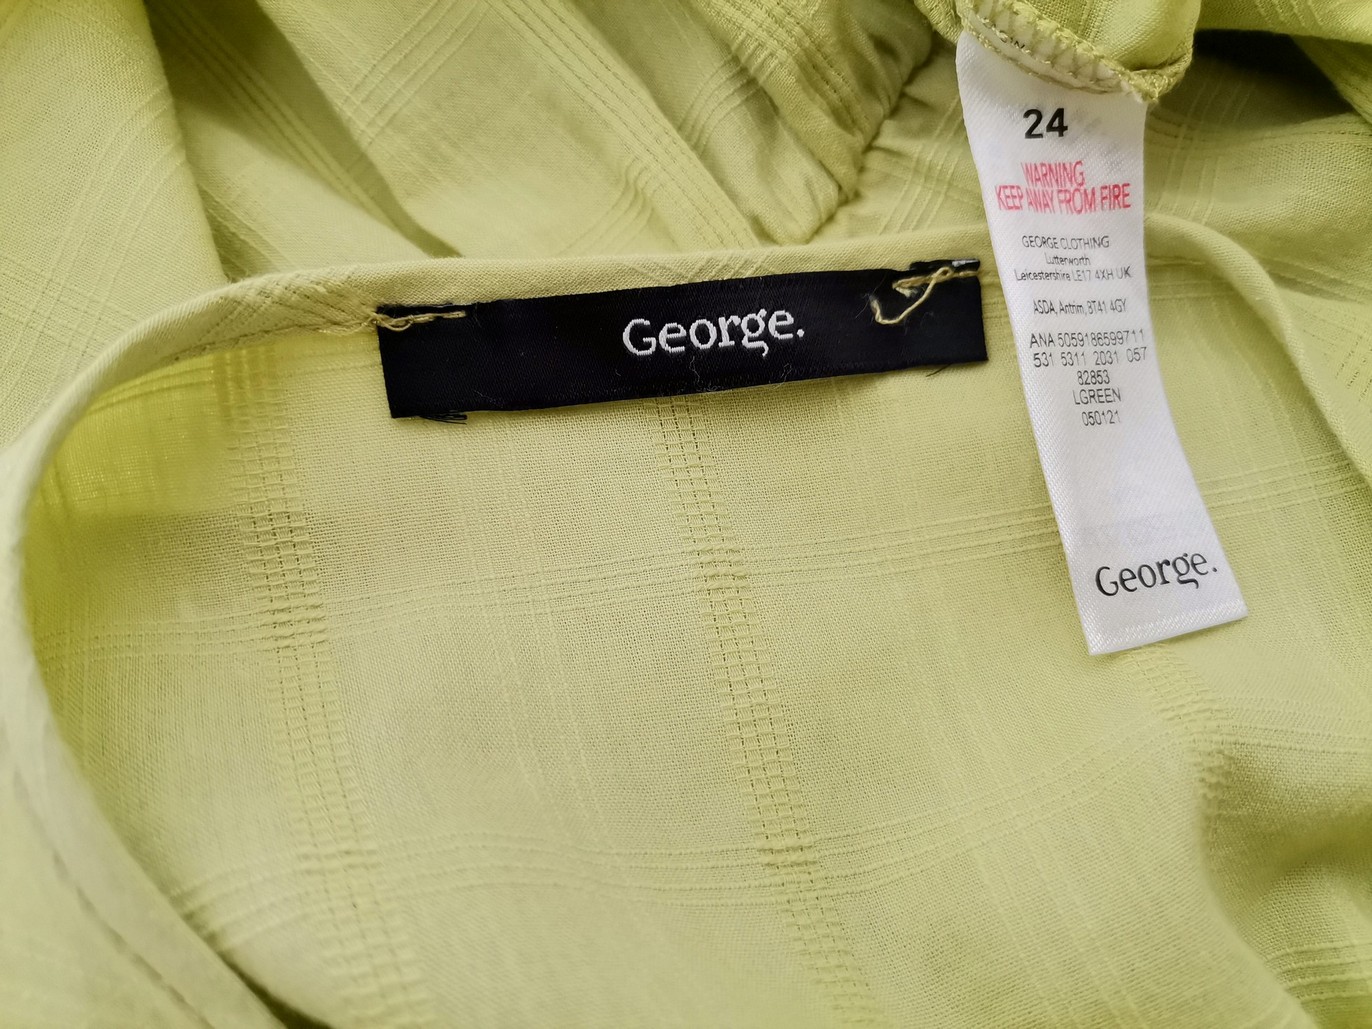 24
WARNING
KEEP AWAY FROM FIRE
GEORGE CLOTHING
Lutterworth
Leicestershire LE17 4XH UK
ASDA, Antrim, BT41 4GY
ANA 5059186599711
531 5311 2031 057
82853
LGREEN
050121
George.
George.